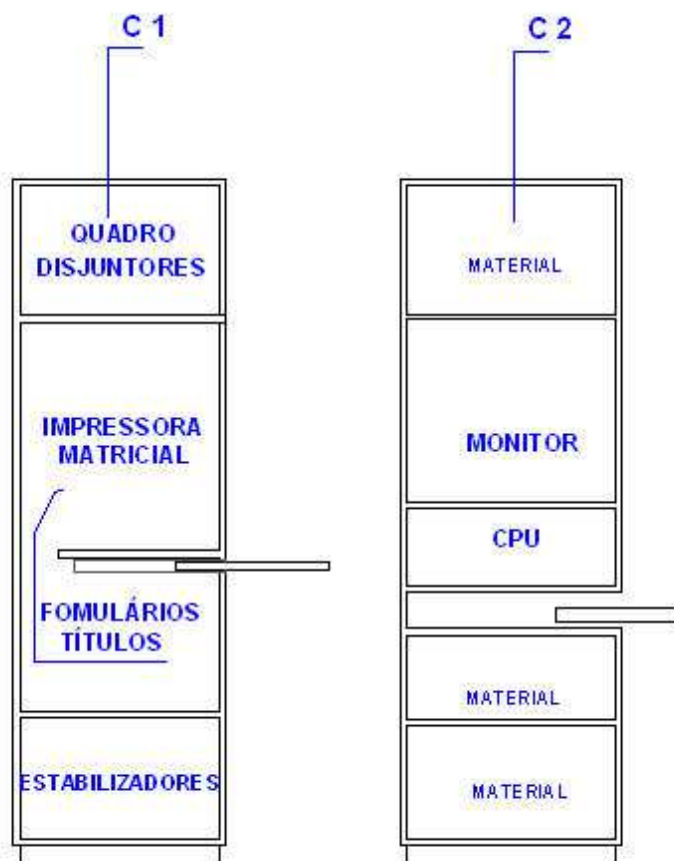 C 1
QUADRO
DISJUNTORES
IMPRESSORA
MATRICIAL
FOMULÁRIOS
TÍTULOS
ESTABILIZADORES
C 2
MATERIAL
MONITOR
CPU
MATERIAL
MATERIAL